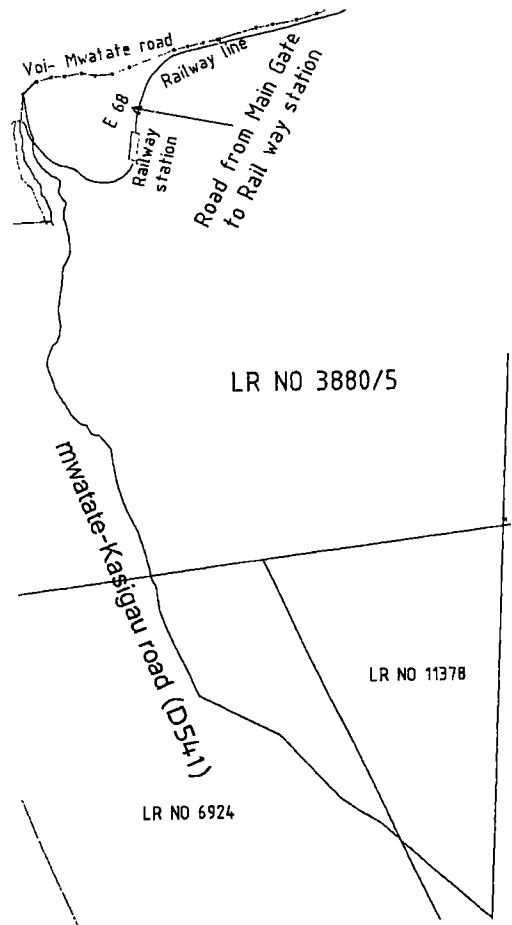 Voi- Mwatate road
Railway line
E 68
Railway
station
Road from Main Gate
to Rail way station
LR NO 3880/5
mwatate-Kasigau road (D541)
LR NO 11378
LR NO 6924